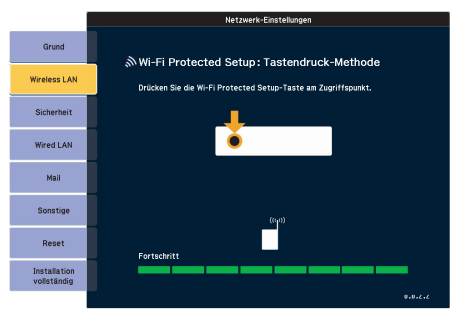 Netzwerk-Einstellungen
Grund
Wireless LAN
Sicherheit
Wired LAN
Mail
Sonstige
Reset
Installation
vollständig
Wi-Fi Protected Setup: Tastendruck-Methode
Drücken Sie die Wi-Fi Protected Setup-Taste am Zugriffspunkt.
Fortschritt